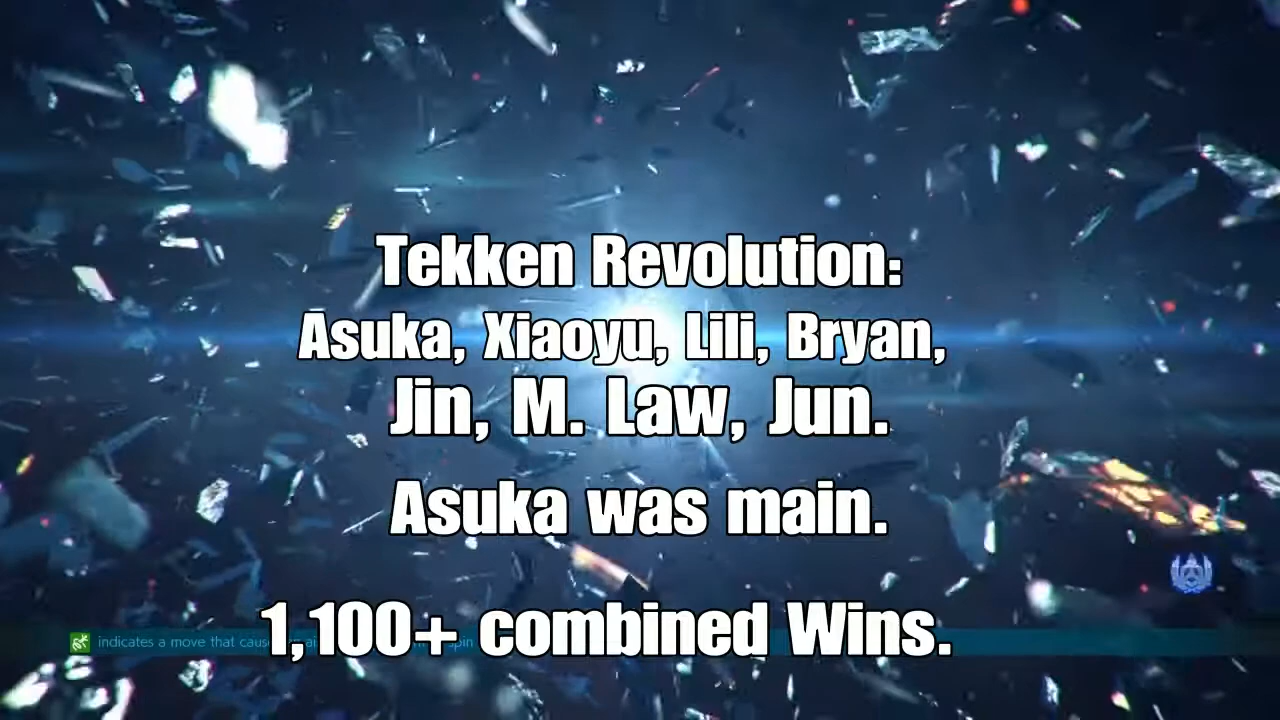 Tekken Revolution:
Asuka, Xiaoyu, Lili, Bryan,
Jin, M. Law, Jun.
Asuka was main.
1,100+ combined Wins.
indicates a move that spin